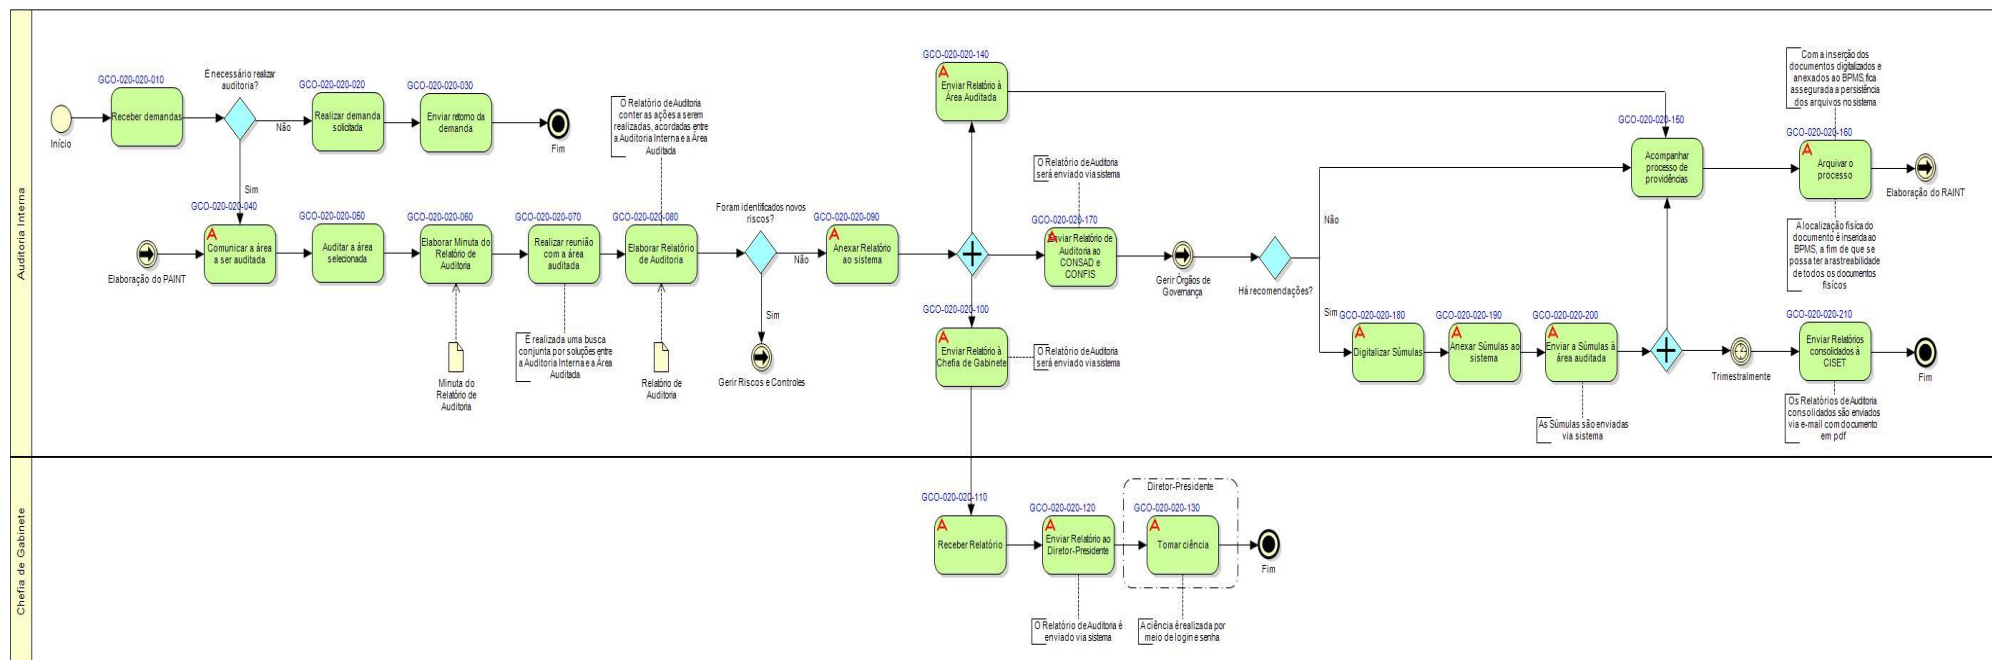 Auditoria Interna
Chefia de Gabinete
Início
GCO-020-020-010
Receber demandas
É necessário realizar
auditoria?
Não
Sim
GCO-020-020-020
Realizar demanda
solicitada
GCO-020-020-030
Enviar retorno da
demanda
Fim
Elaboração do PAINT
GCO-020-020-040
Comunicar a área
a ser auditada
GCO-020-020-050
Auditar a área
selecionada
GCO-020-020-060
Elaborar Minuta do
Relatório de
Auditoria
Minuta do
Relatório de
Auditoria
GCO-020-020-070
Realizar reunião
com a área
auditada
É realizada uma busca
conjunta por soluções entre
a Auditoria Interna e a Área
Auditada
O Relatório de Auditoria
conter as ações a serem
realizadas, acordadas entre
a Auditoria Interna e a Área
Auditada
GCO-020-020-080
Elaborar Relatório
de Auditoria
Relatório de
Auditoria
Foram identificados novos
riscos?
Não
Sim
Gerir Riscos e Controles
GCO-020-020-090
Anexar Relatório
ao sistema
GCO-020-020-140
Enviar Relatório à
Área Auditada
O Relatório de Auditoria
será enviado via sistema
GCO-020-020-170
Enviar Relatório de
Auditoria ao
CONSAD e
CONFIS
GCO-020-020-100
Enviar Relatório à
Chefia de Gabinete
O Relatório de Auditoria
será enviado via sistema
Gerir Órgãos de
Governança
Há recomendações?
Não
Sim
GCO-020-020-180
Digitalizar Súmulas
GCO-020-020-190
Anexar Súmulas ao
sistema
GCO-020-020-200
Enviar a Súmulas à
área auditada
As Súmulas são enviadas
via sistema
GCO-020-020-150
Acompanhar
processo de
providências
Com a inserção dos
documentos digitalizados e
anexados ao BPMS, fica
assegurada a persistência
dos arquivos no sistema
GCO-020-020-160
Arquivar o
processo
Elaboração do RAINT
A localização fisíca do
documento é inserida ao
BPMS, a fim de que se
possa ter a rastreabilidade
de todos os documentos
fisícos
Trimestralmente
GCO-020-020-210
Enviar Relatórios
consolidados à
CISET
Fim
Os Relatórios de Auditoria
consolidados são enviados
via e-mail com documento
em pdf
GCO-020-020-110
Receber Relatório
GCO-020-020-120
Enviar Relatório ao
Diretor-Presidente
O Relatório de Auditoria é
enviado via sistema
Diretor-Presidente
GCO-020-020-130
Tomar ciência
A ciência é realizada por
meio de login e senha
Fim